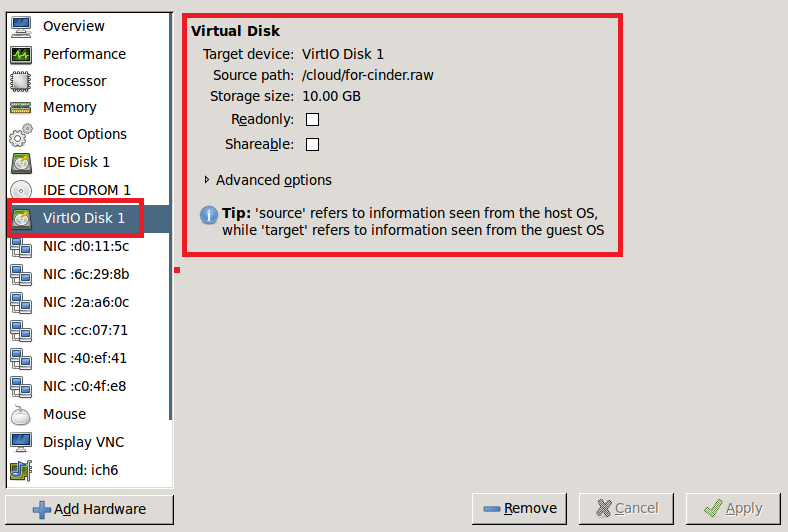 Overview
Performance
Processor
Memory
Boot Options
IDE Disk 1
IDE CDROM 1
VirtIO Disk 1
NIC :d0:11:5c
NIC :6c:29:8b
NIC :2a:a6:0c
NIC :cc:07:71
NIC :40:ef:41
NIC :c0:4f:e8
Mouse
Display VNC
Sound: ich6
Add Hardware
Virtual Disk
Target device: VirtIO Disk 1
Source path: /cloud/for-cinder.raw
Storage size: 10.00 GB
Readonly:
Shareable:
Advanced options
Tip: 'source' refers to information seen from the host OS,
while 'target' refers to information seen from the guest OS
Remove
Cancel
Apply